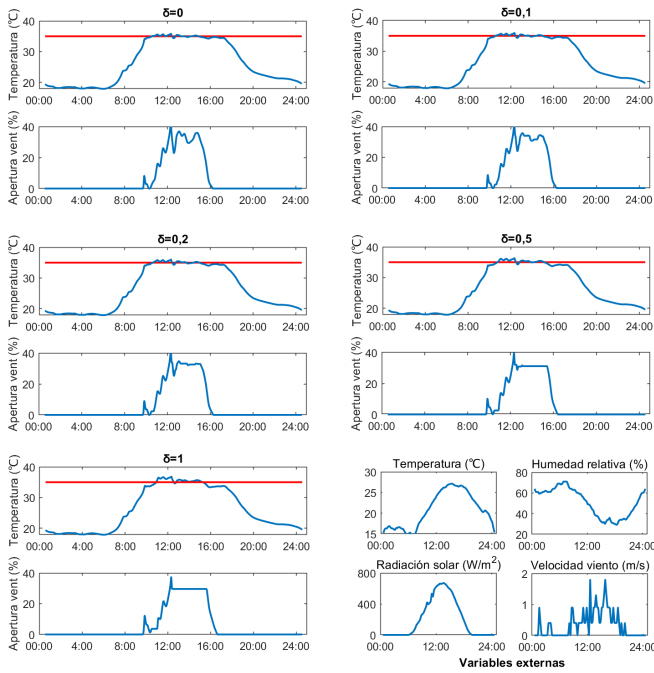 δ=0
Temperatura (℃)
40
30
20
00:00 4:00 8:00 12:00 16:00 20:00 24:00
Apertura vent (%)
40
20
0
00:00 4:00 8:00 12:00 16:00 20:00 24:00
δ=0,1
Temperatura (℃)
40
30
20
00:00 4:00 8:00 12:00 16:00 20:00 24:00
Apertura vent (%)
40
20
0
00:00 4:00 8:00 12:00 16:00 20:00 24:00
δ=0,2
Temperatura (℃)
40
30
20
00:00 4:00 8:00 12:00 16:00 20:00 24:00
Apertura vent (%)
40
20
0
00:00 4:00 8:00 12:00 16:00 20:00 24:00
δ=0,5
Temperatura (℃)
40
30
20
00:00 4:00 8:00 12:00 16:00 20:00 24:00
Apertura vent (%)
40
20
0
00:00 4:00 8:00 12:00 16:00 20:00 24:00
δ=1
Temperatura (℃)
40
30
20
00:00 4:00 8:00 12:00 16:00 20:00 24:00
Apertura vent (%)
40
20
0
00:00 4:00 8:00 12:00 16:00 20:00 24:00
Temperatura (℃)
30
25
20
15
00:00 12:00 24:00
Humedad relativa (%)
80
60
40
20
00:00 12:00 24:00
Radiación solar (W/m²)
800
400
0
00:00 12:00 24:00
Velocidad viento (m/s)
2
1
0
00:00 12:00 24:00
Variables externas